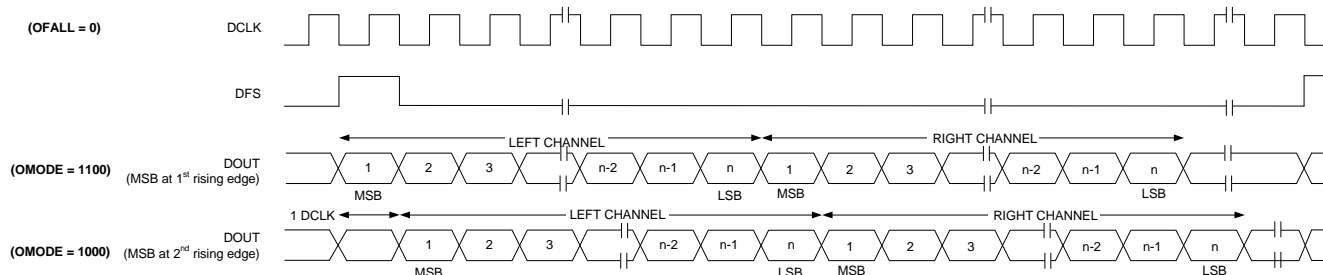 (OFALL = 0) DCLK
DFS
LEFT CHANNEL RIGHT CHANNEL
(OMODE = 1100) DOUT 1 2 3 n-2 n-1 n 1 2 3 n-2 n-1 n
(MSB at 1st rising edge)
MSB LSB MSB LSB
1 DCLK LEFT CHANNEL RIGHT CHANNEL
(OMODE = 1000) DOUT 1 2 3 n-2 n-1 n 1 2 3 n-2 n-1 n
(MSB at 2nd rising edge)
MSB LSB MSB LSB